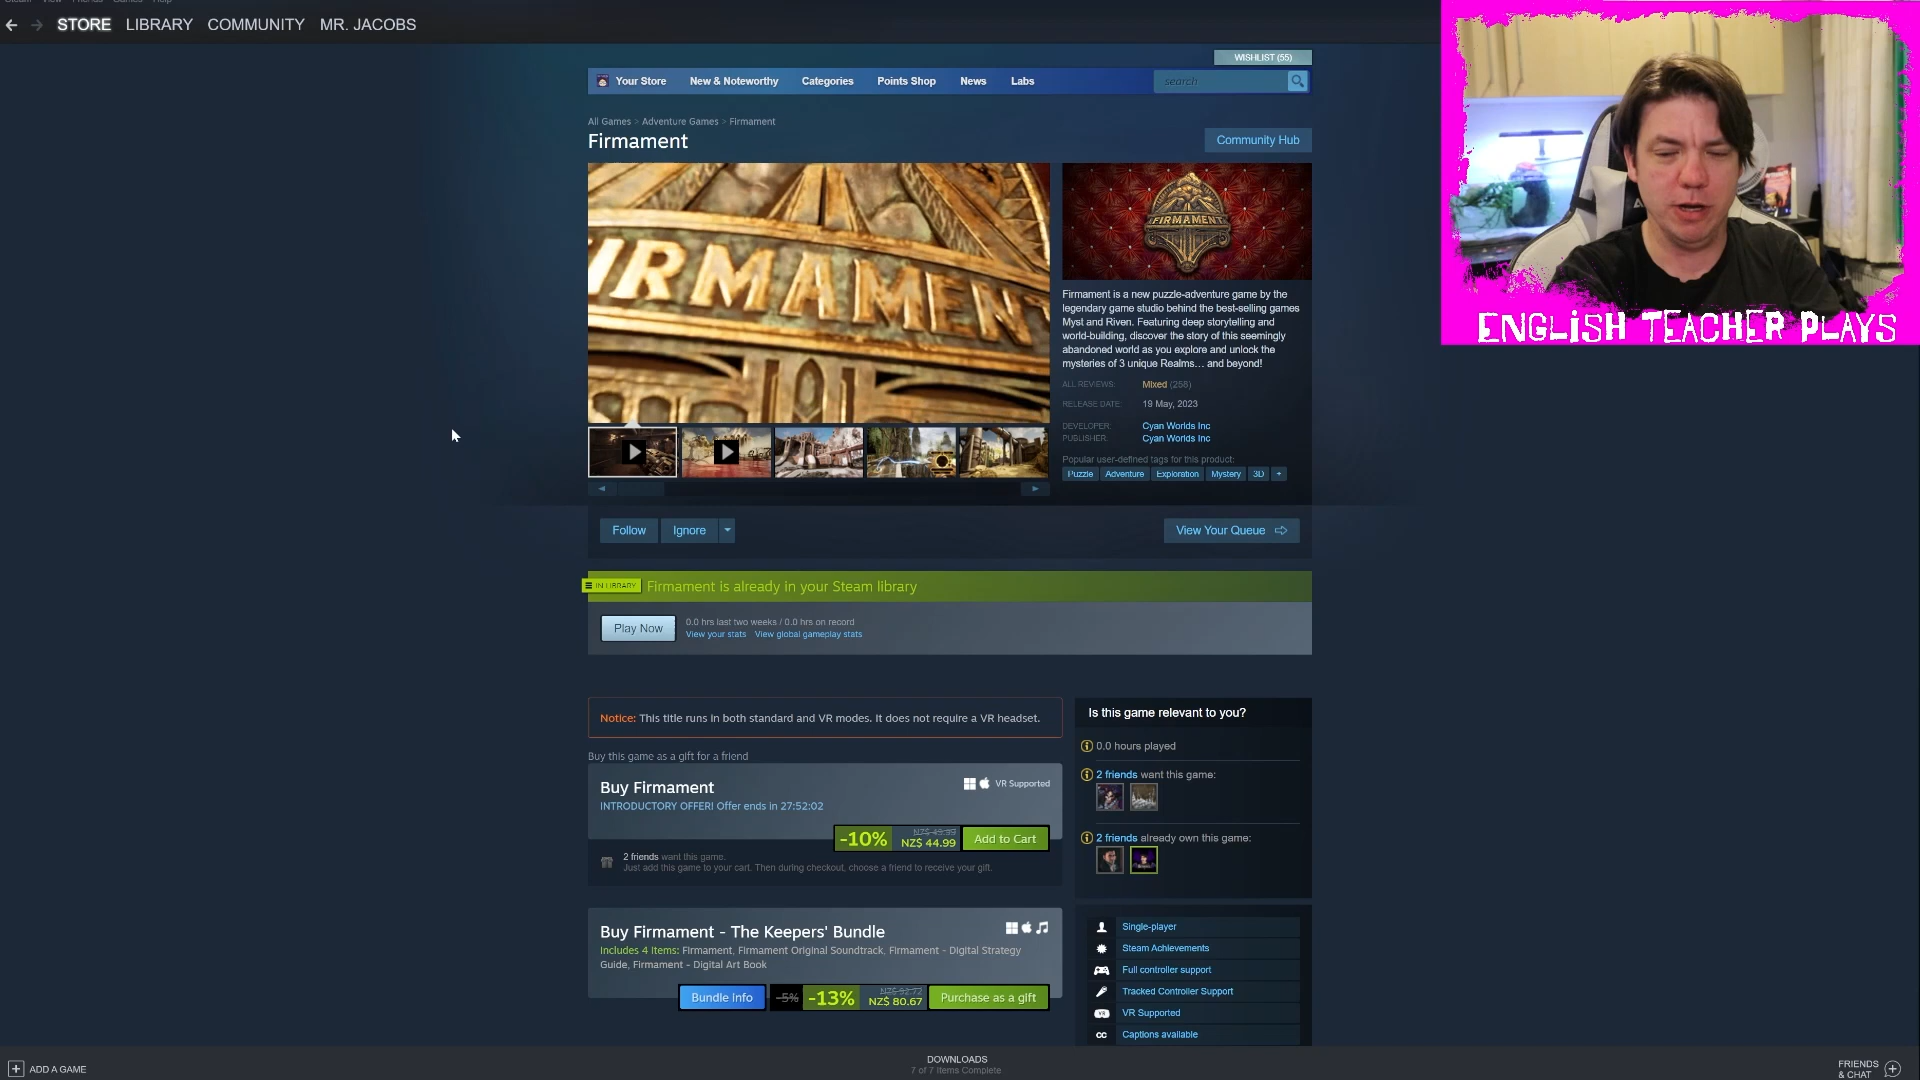 Steam View Friends Games Help
STORE LIBRARY COMMUNITY MR. JACOBS
WISHLIST (55)
Your Store New & Noteworthy Categories Points Shop News Labs search
All Games > Adventure Games > Firmament
Firmament
Community Hub
IRMAMEN
FIRMAMENT
Firmament is a new puzzle-adventure game by the
legendary game studio behind the best-selling games
Myst and Riven. Featuring deep storytelling and
world-building, discover the story of this seemingly
abandoned world as you explore and unlock the
mysteries of 3 unique Realms... and beyond!
ALL REVIEWS: Mixed (258)
RELEASE DATE: 19 May, 2023
DEVELOPER: Cyan Worlds Inc
PUBLISHER: Cyan Worlds Inc
Popular user-defined tags for this product:
Puzzle Adventure Exploration Mystery 3D +
Follow Ignore
View Your Queue
IN LIBRARY Firmament is already in your Steam library
Play Now
0.0 hrs last two weeks / 0.0 hrs on record
View your stats View global gameplay stats
Notice: This title runs in both standard and VR modes. It does not require a VR headset.
Buy this game as a gift for a friend
Buy Firmament
VR Supported
INTRODUCTORY OFFER! Offer ends in 27:52:02
-10% NZ$ 49.99 NZ$ 44.99 Add to Cart
2 friends want this game.
Just add this game to your cart. Then during checkout, choose a friend to receive your gift.
Buy Firmament - The Keepers' Bundle
Includes 4 items: Firmament, Firmament Original Soundtrack, Firmament - Digital Strategy
Guide, Firmament - Digital Art Book
Bundle info -5% -13% NZ$ 92.72 NZ$ 80.67 Purchase as a gift
Is this game relevant to you?
0.0 hours played
2 friends want this game:
2 friends already own this game:
Single-player
Steam Achievements
Full controller support
Tracked Controller Support
VR VR Supported
CC Captions available
ENGLISH TEACHER PLAYS
ADD A GAME
DOWNLOADS
7 of 7 Items Complete
FRIENDS
& CHAT